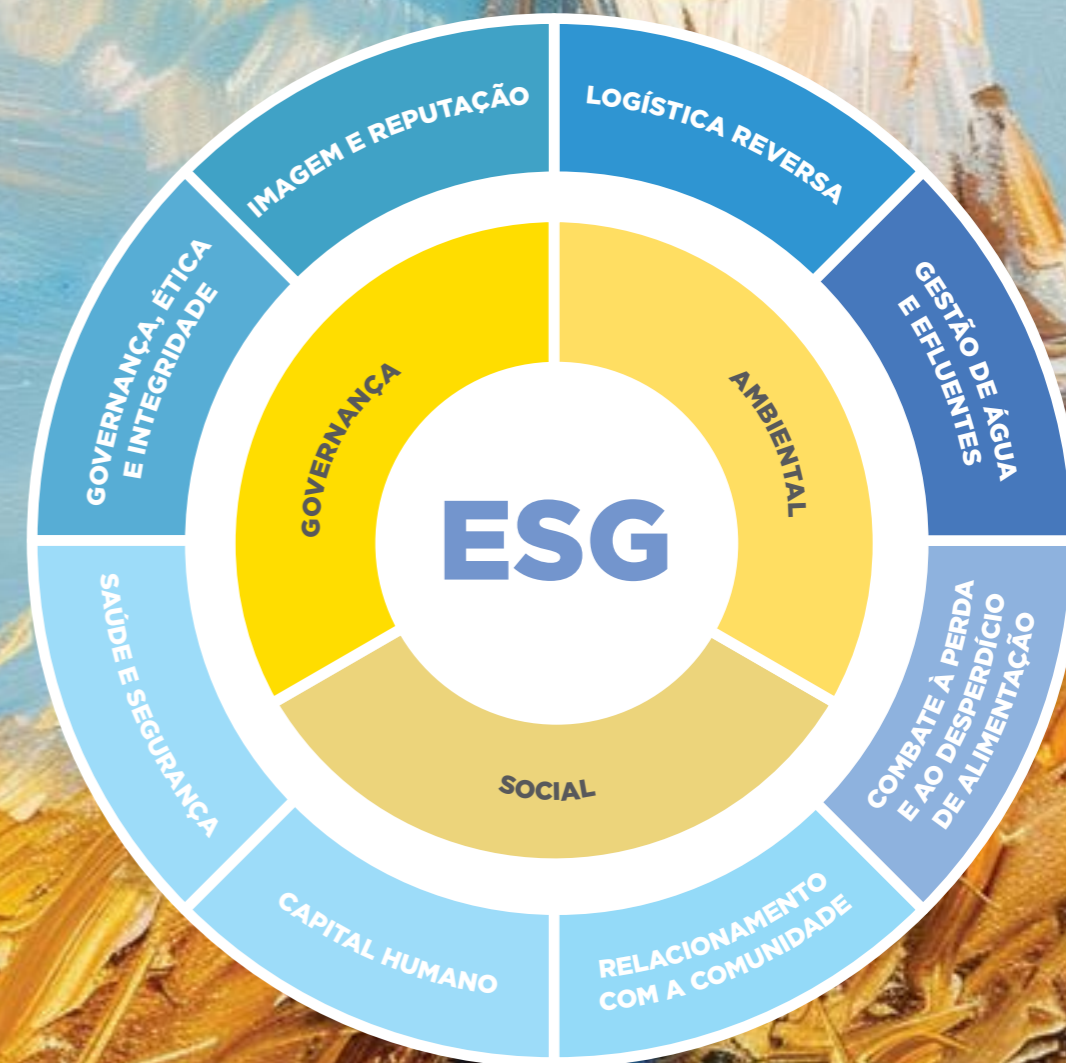 IMAGEM E REPUTAÇÃO
LOGÍSTICA REVERSA
GESTÃO DE ÁGUA
E EFLUENTES
COMBATE À PERDA
E AO DESPERDÍCIO
DE ALIMENTAÇÃO
RELACIONAMENTO
COM A COMUNIDADE
CAPITAL HUMANO
SAÚDE E SEGURANÇA
GOVERNANÇA, ÉTICA
E INTEGRIDADE
GOVERNANÇA
AMBIENTAL
SOCIAL
ESG